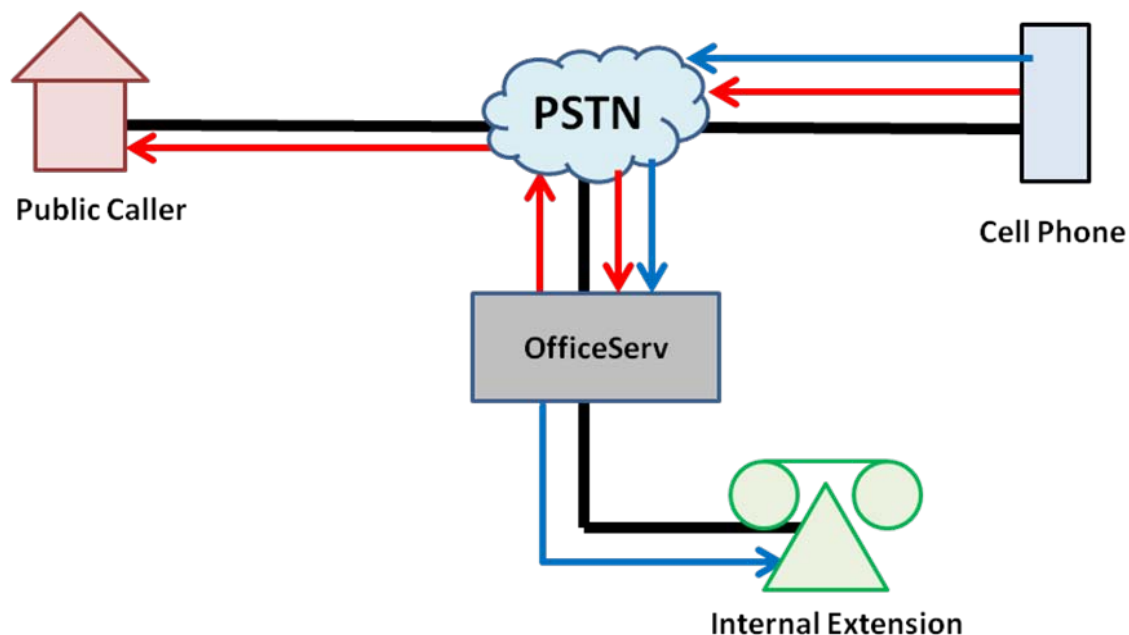 PSTN
Public Caller
Cell Phone
OfficeServ
Internal Extension